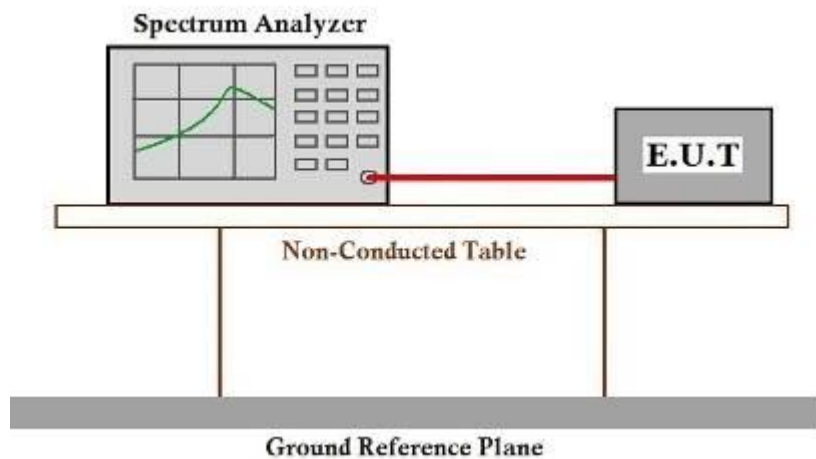 Spectrum Analyzer
E.U.T
Non-Conducted Table
Ground Reference Plane